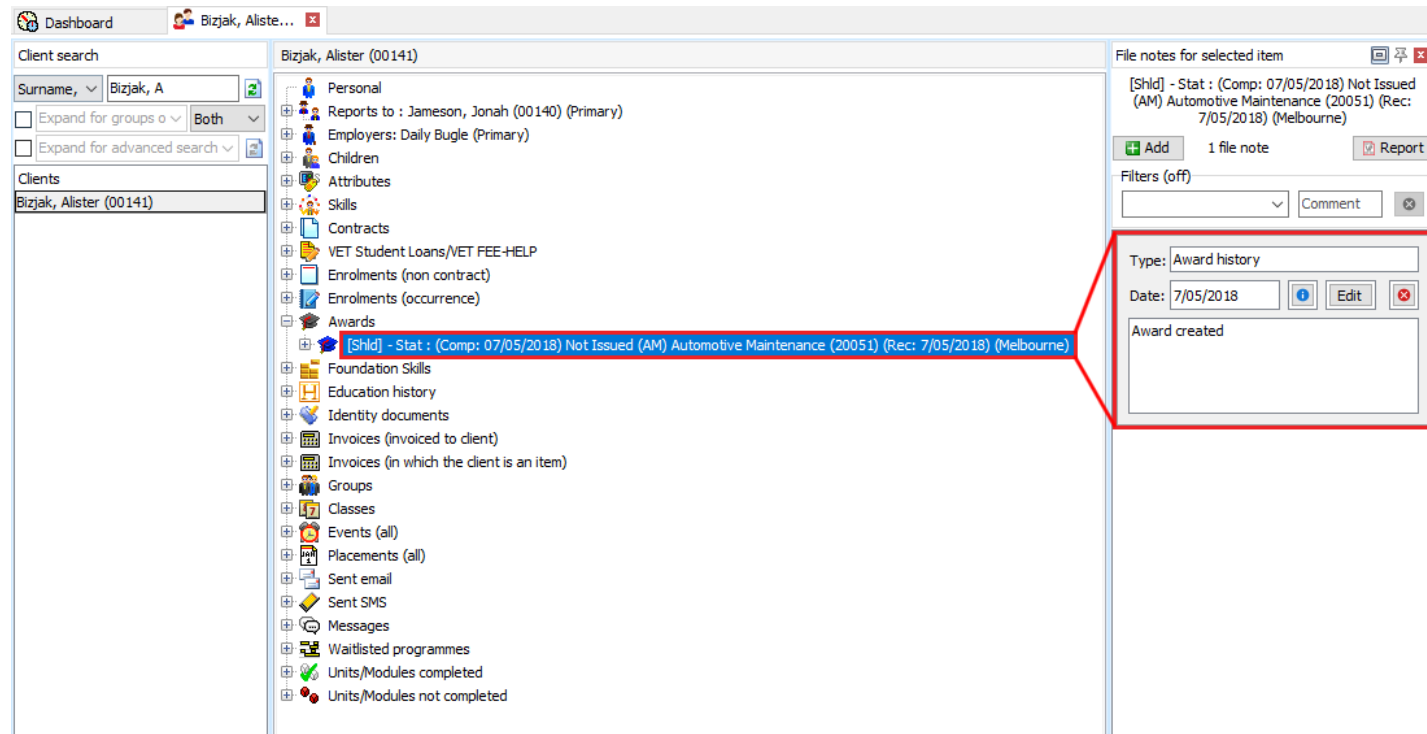 Dashboard
Bizjak, Aliste...
Client search
Surname,
Bizjak, A
Expand for groups o
Both
Expand for advanced search
Clients
Bizjak, Alister (00141)
Bizjak, Alister (00141)
Personal
Reports to : Jameson, Jonah (00140) (Primary)
Employers: Daily Bugle (Primary)
Children
Attributes
Skills
Contracts
VET Student Loans/VET FEE-HELP
Enrolments (non contract)
Enrolments (occurrence)
Awards
[Shld] - Stat : (Comp: 07/05/2018) Not Issued (AM) Automotive Maintenance (20051) (Rec: 7/05/2018) (Melbourne)
Foundation Skills
Education history
Identity documents
Invoices (invoiced to client)
Invoices (in which the client is an item)
Groups
Classes
Events (all)
Placements (all)
Sent email
Sent SMS
Messages
Waitlisted programmes
Units/Modules completed
Units/Modules not completed
File notes for selected item
[Shld] - Stat : (Comp: 07/05/2018) Not Issued
(AM) Automotive Maintenance (20051) (Rec:
7/05/2018) (Melbourne)
Add
1 file note
Report
Filters (off)
Comment
Type: Award history
Date: 7/05/2018
Edit
Award created